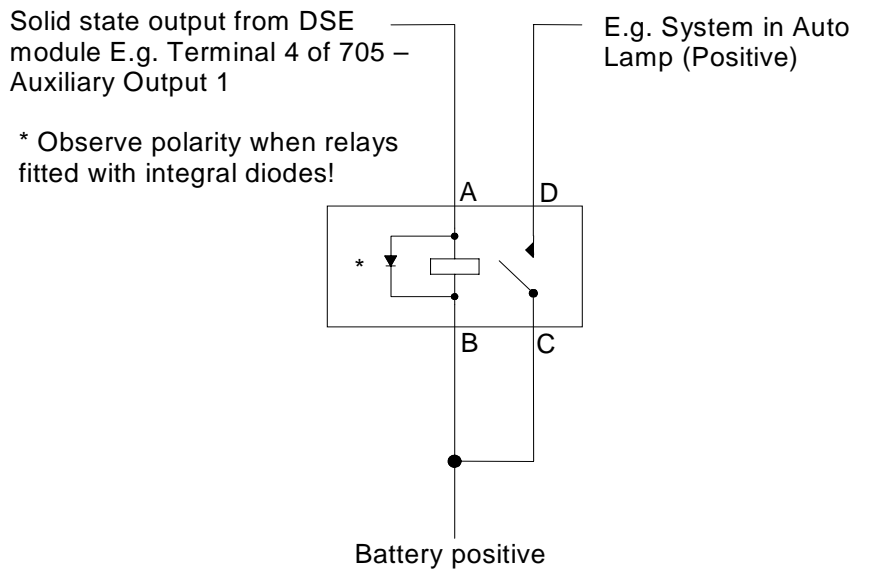 Solid state output from DSE
module E.g. Terminal 4 of 705 –
Auxiliary Output 1
E.g. System in Auto
Lamp (Positive)
* Observe polarity when relays
fitted with integral diodes!
A
D
*
B
C
Battery positive